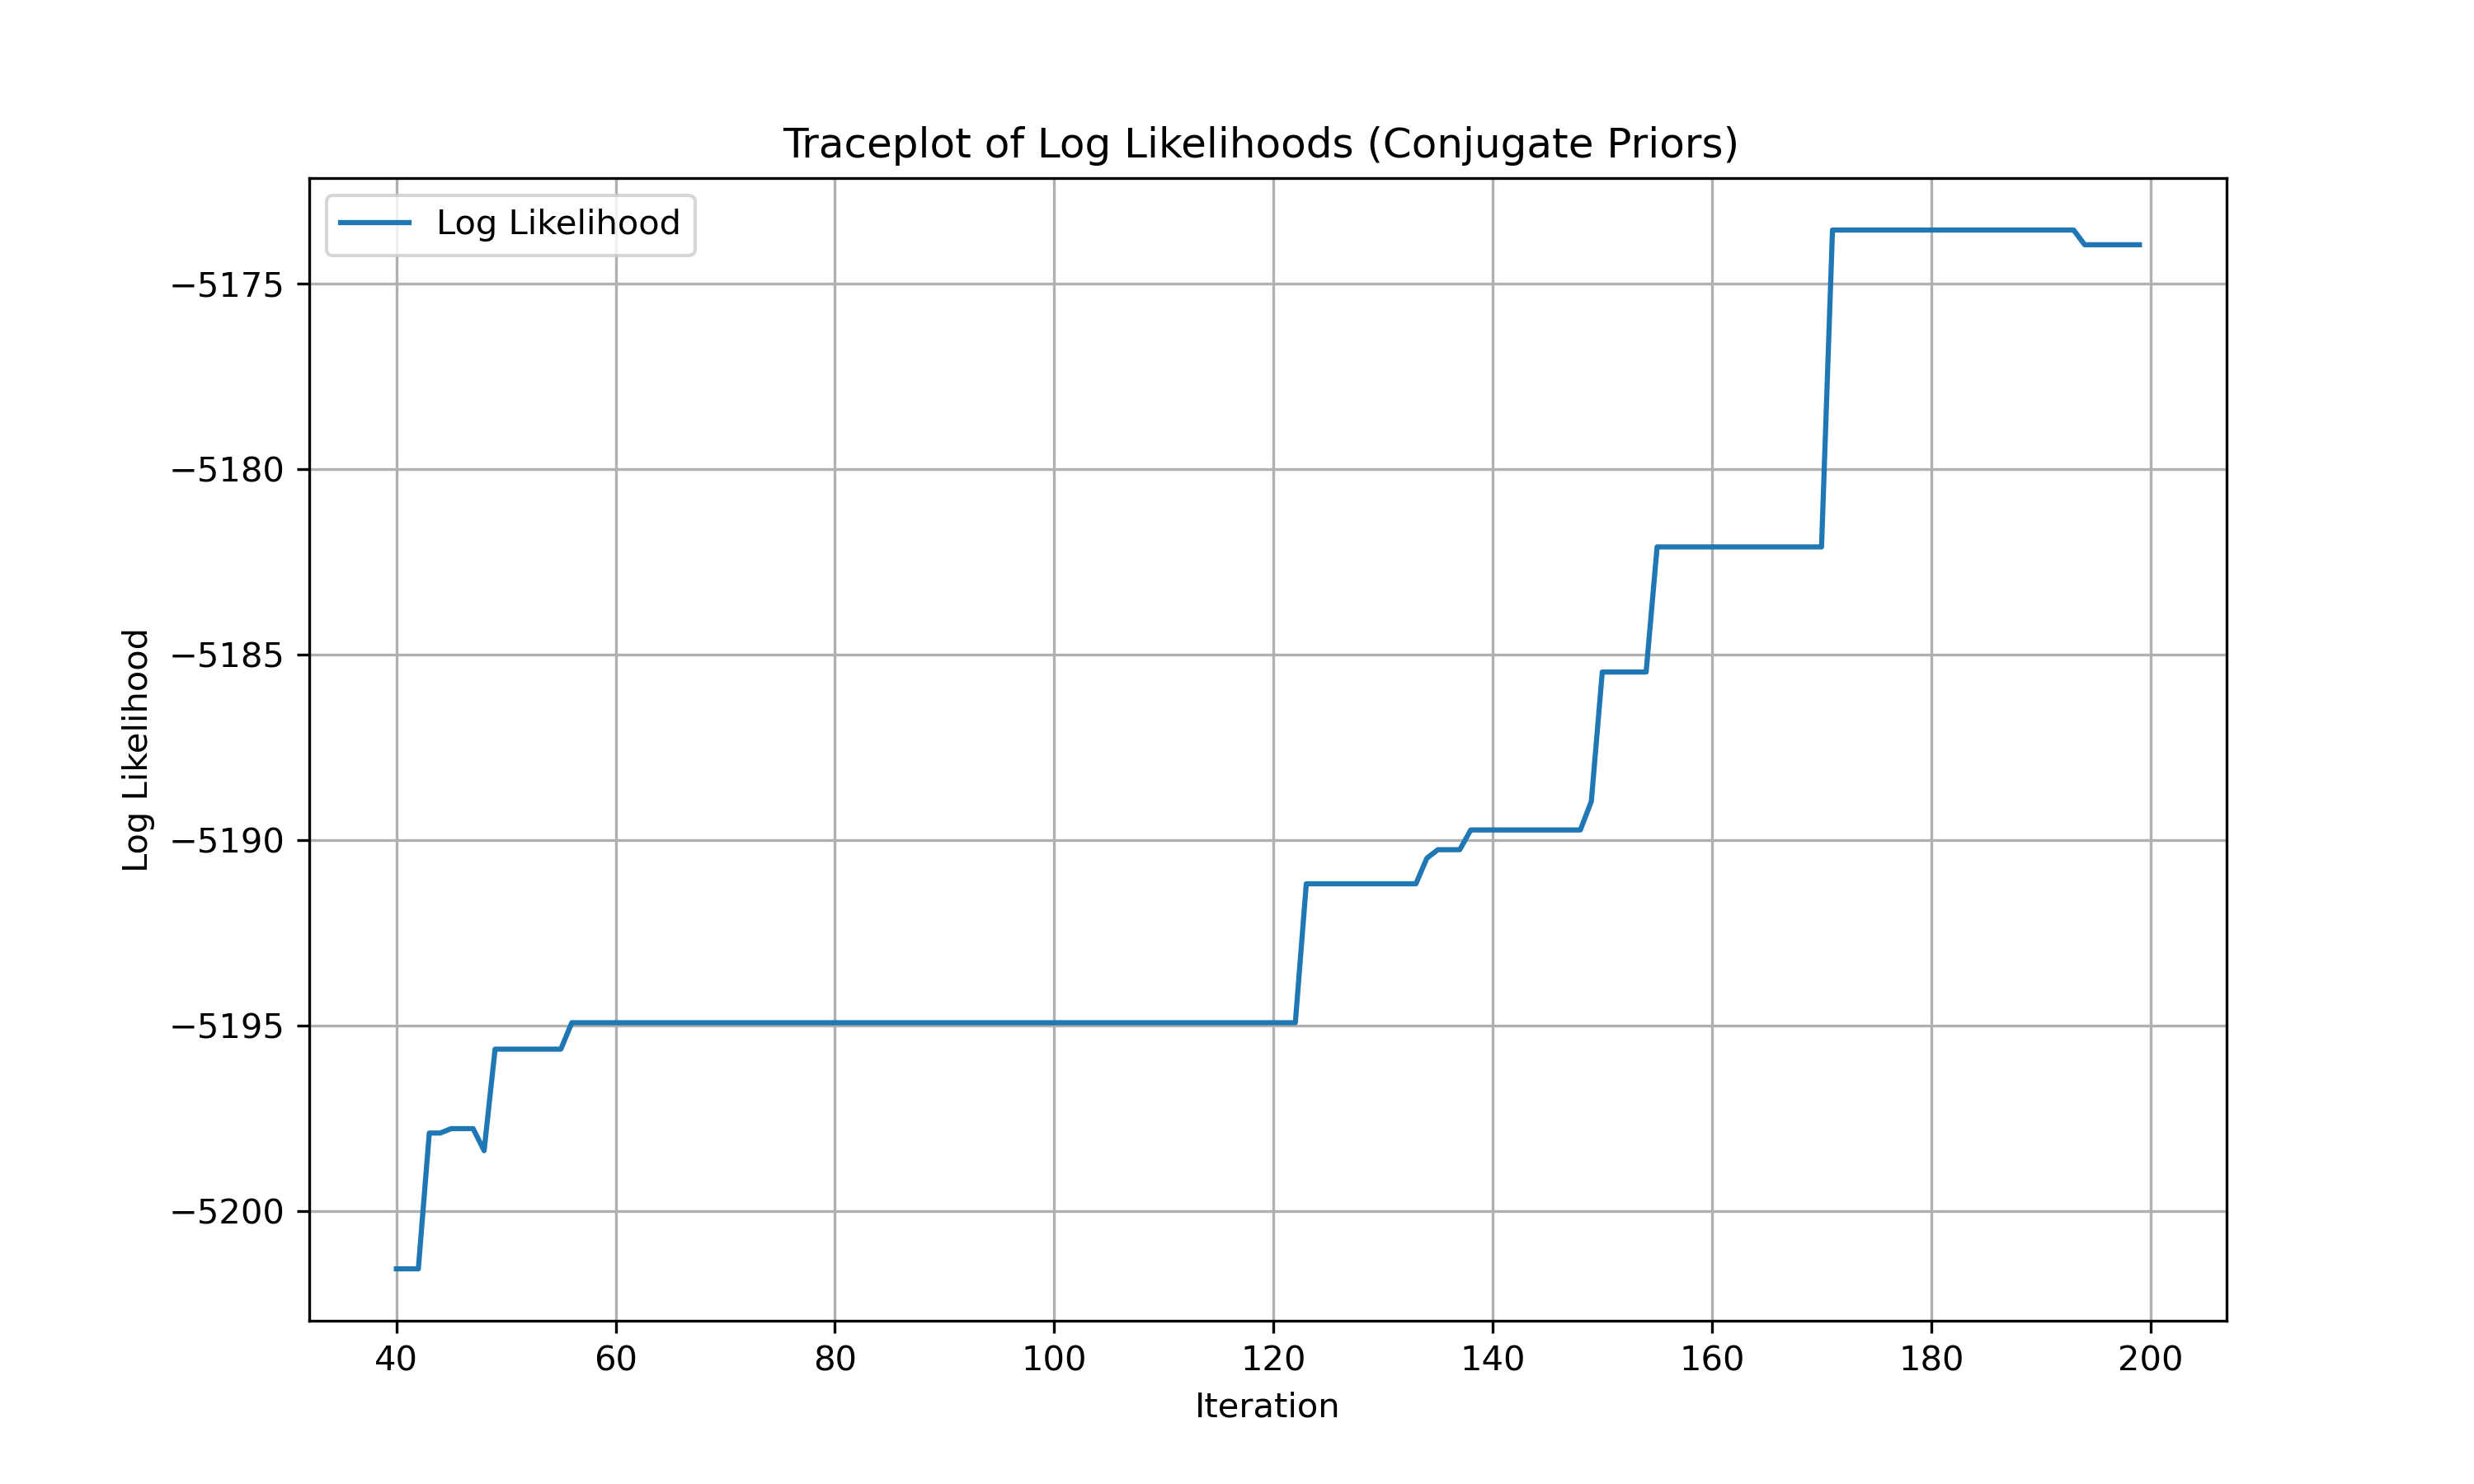 Traceplot of Log Likelihoods (Conjugate Priors)
Log Likelihood
−5175
−5180
−5185
−5190
−5195
−5200
Log Likelihood
40 60 80 100 120 140 160 180 200
Iteration